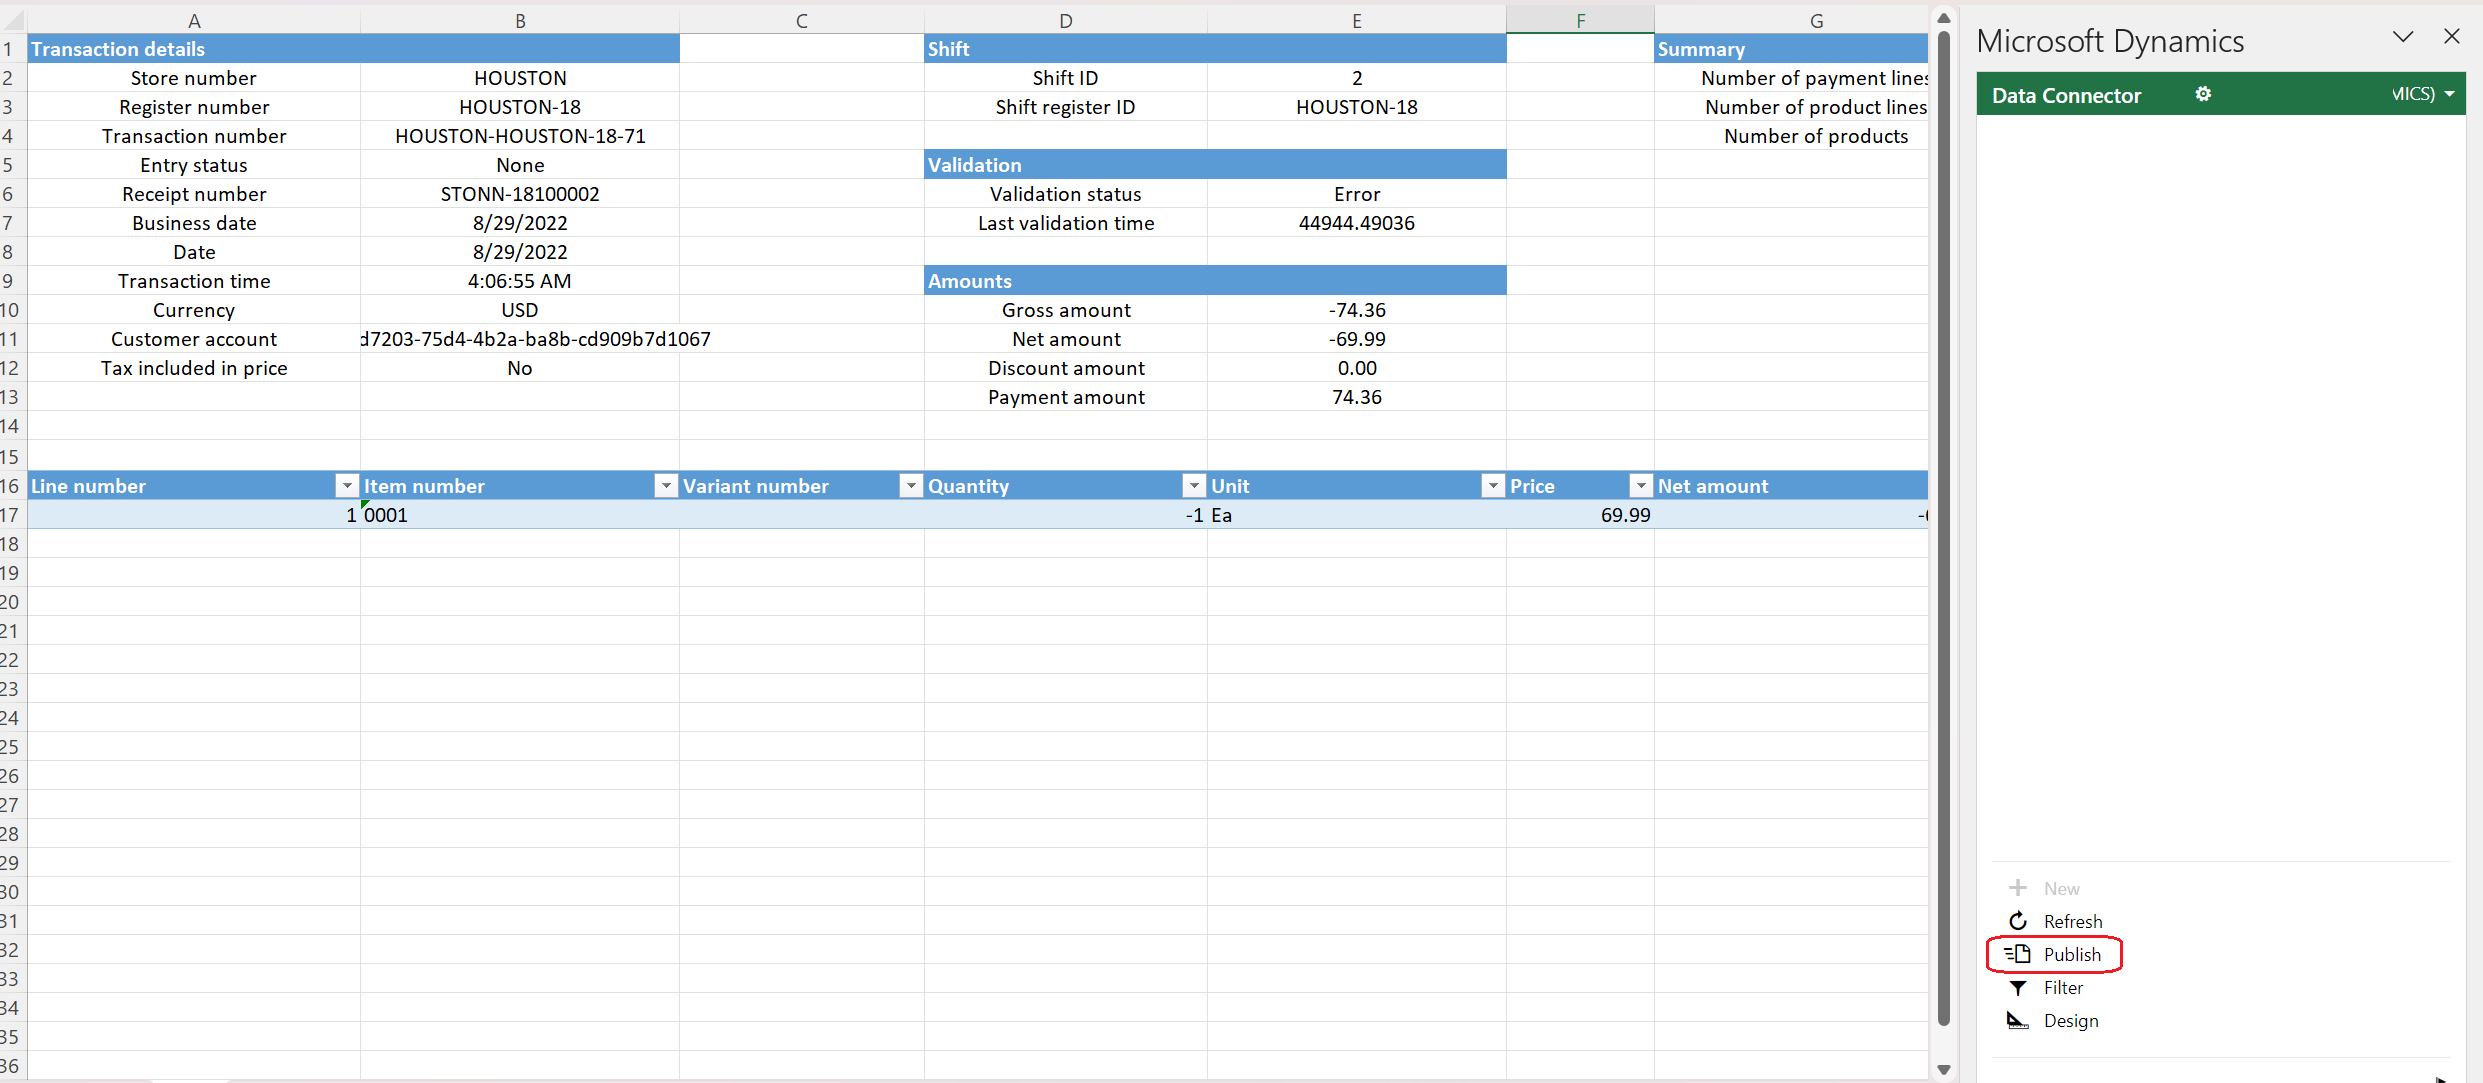 A B C D E F G
1 Transaction details Shift Summary
2 Store number HOUSTON Shift ID 2 Number of payment lines
3 Register number HOUSTON-18 Shift register ID HOUSTON-18 Number of product lines
4 Transaction number HOUSTON-HOUSTON-18-71 Number of products
5 Entry status None Validation
6 Receipt number STONN-18100002 Validation status Error
7 Business date 8/29/2022 Last validation time 44944.49036
8 Date 8/29/2022
9 Transaction time 4:06:55 AM Amounts
10 Currency USD Gross amount -74.36
11 Customer account d7203-75d4-4b2a-ba8b-cd909b7d1067 Net amount -69.99
12 Tax included in price No Discount amount 0.00
13 Payment amount 74.36
14
15
16 Line number Item number Variant number Quantity Unit Price Net amount
17 1 0001 -1 Ea 69.99
18
19
20
21
22
23
24
25
26
27
28
29
30
31
32
33
34
35
36
Microsoft Dynamics
Data Connector MICS)
New
Refresh
Publish
Filter
Design